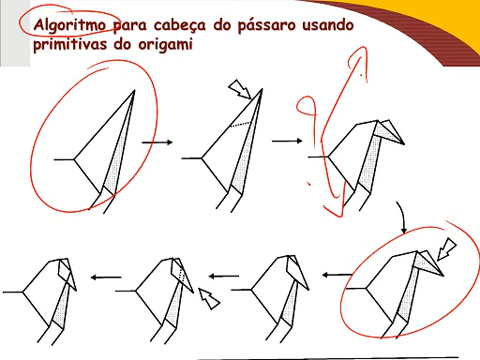 Algoritmo para cabeça do pássaro usando
primitivas do origami